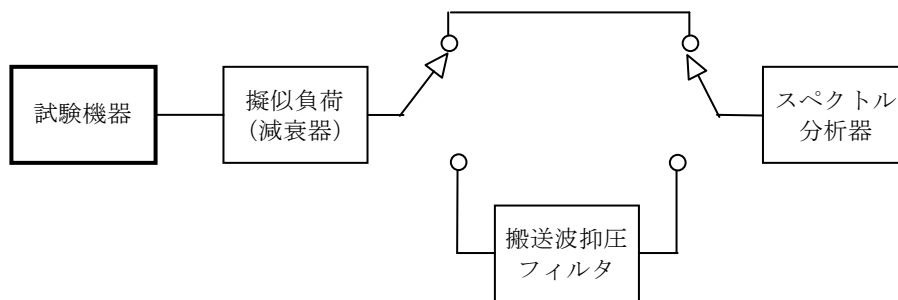 試験機器
擬似負荷
（減衰器）
スペクトル
分析器
搬送波抑圧
フィルタ